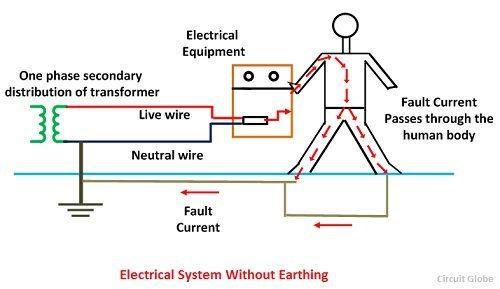 Electrical
Equipment
One phase secondary
distribution of transformer
Live wire
Neutral wire
Fault Current
Passes through the
human body
Fault
Current
Electrical System Without Earthing
Circuit Globe